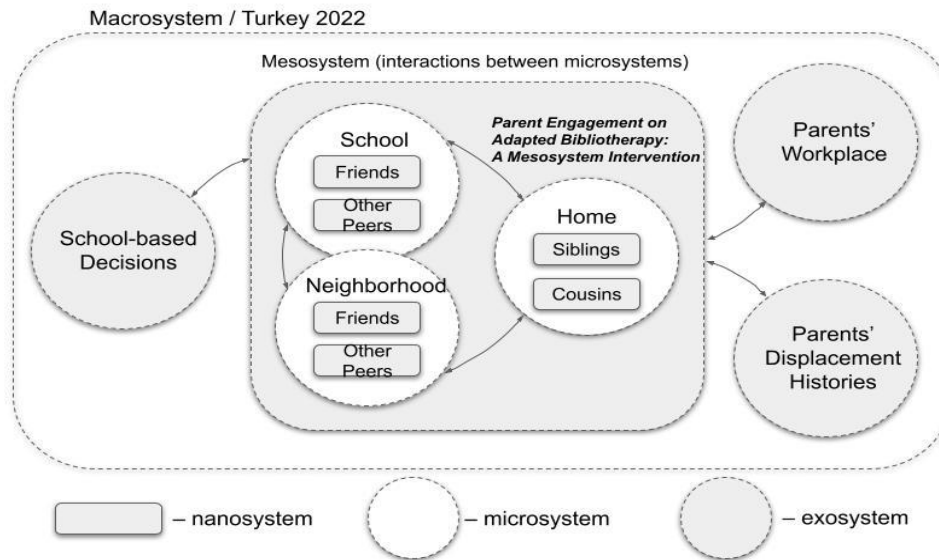 Macrosystem / Turkey 2022
Mesosystem (interactions between microsystems)
School-based
Decisions
School
Friends
Other
Peers
Neighborhood
Friends
Other
Peers
Parent Engagement on
Adapted Bibliotherapy:
A Mesosystem Intervention
Home
Siblings
Cousins
Parents’
Workplace
Parents’
Displacement
Histories
– nanosystem
– microsystem
– exosystem